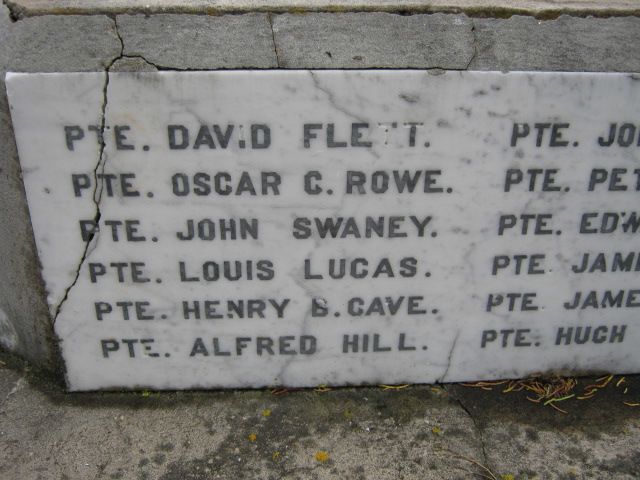 PTE. DAVID FLETT.
PTE. OSCAR C. ROWE.
PTE. JOHN SWANEY.
PTE. LOUIS LUCAS.
PTE. HENRY B. CAVE.
PTE. ALFRED HILL.
PTE.
PTE.
PTE.
PTE.
PTE.
PTE. HUGH